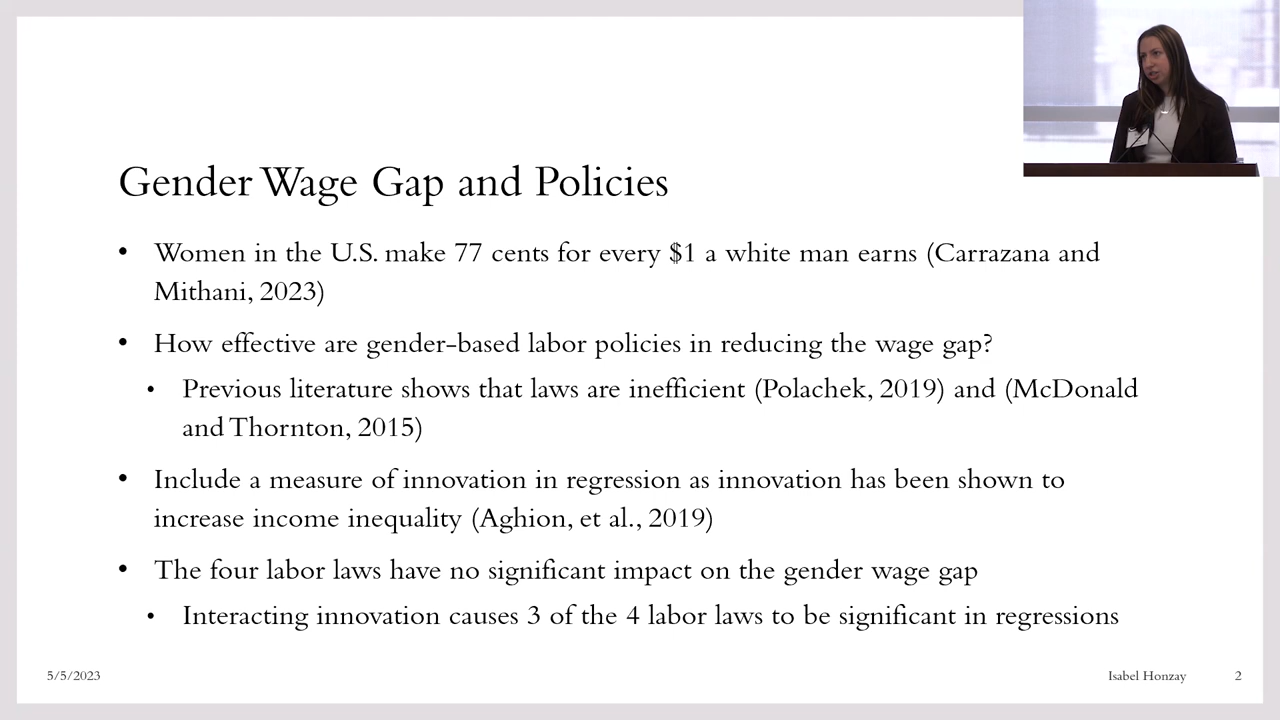 Gender Wage Gap and Policies
• Women in the U.S. make 77 cents for every $1 a white man earns (Carrazana and
Mithani, 2023)
• How effective are gender-based labor policies in reducing the wage gap?
• Previous literature shows that laws are inefficient (Polachek, 2019) and (McDonald
and Thornton, 2015)
• Include a measure of innovation in regression as innovation has been shown to
increase income inequality (Aghion, et al., 2019)
• The four labor laws have no significant impact on the gender wage gap
• Interacting innovation causes 3 of the 4 labor laws to be significant in regressions
5/5/2023
Isabel Honzay
2